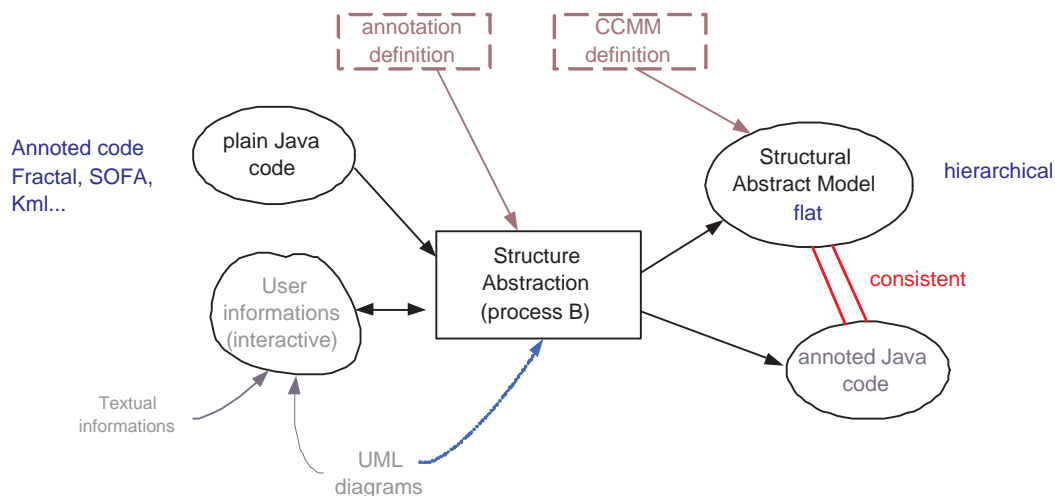 annotation
definition
CCMM
definition
Annoted code
Fractal, SOFA,
Kml...
plain Java
code
Structural
Abstract Model
flat
hierarchical
Structure
Abstraction
(process B)
User
informations
(interactive)
consistent
annoted Java
code
Textual
informations
UML
diagrams